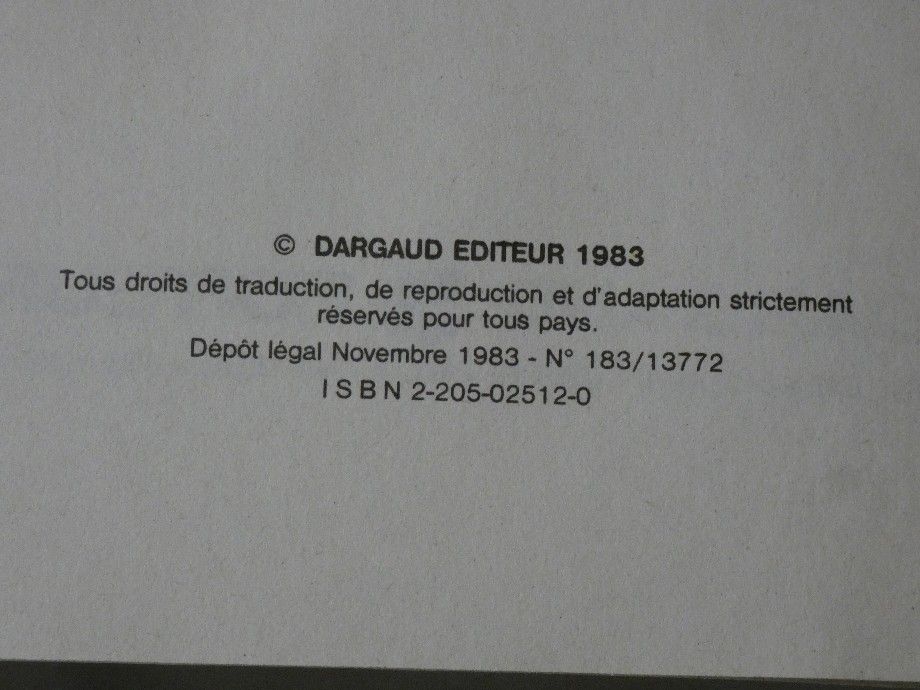 © DARGAUD EDITEUR 1983
Tous droits de traduction, de reproduction et d'adaptation strictement
réservés pour tous pays.
Dépôt légal Novembre 1983 - N° 183/13772
ISBN 2-205-02512-0